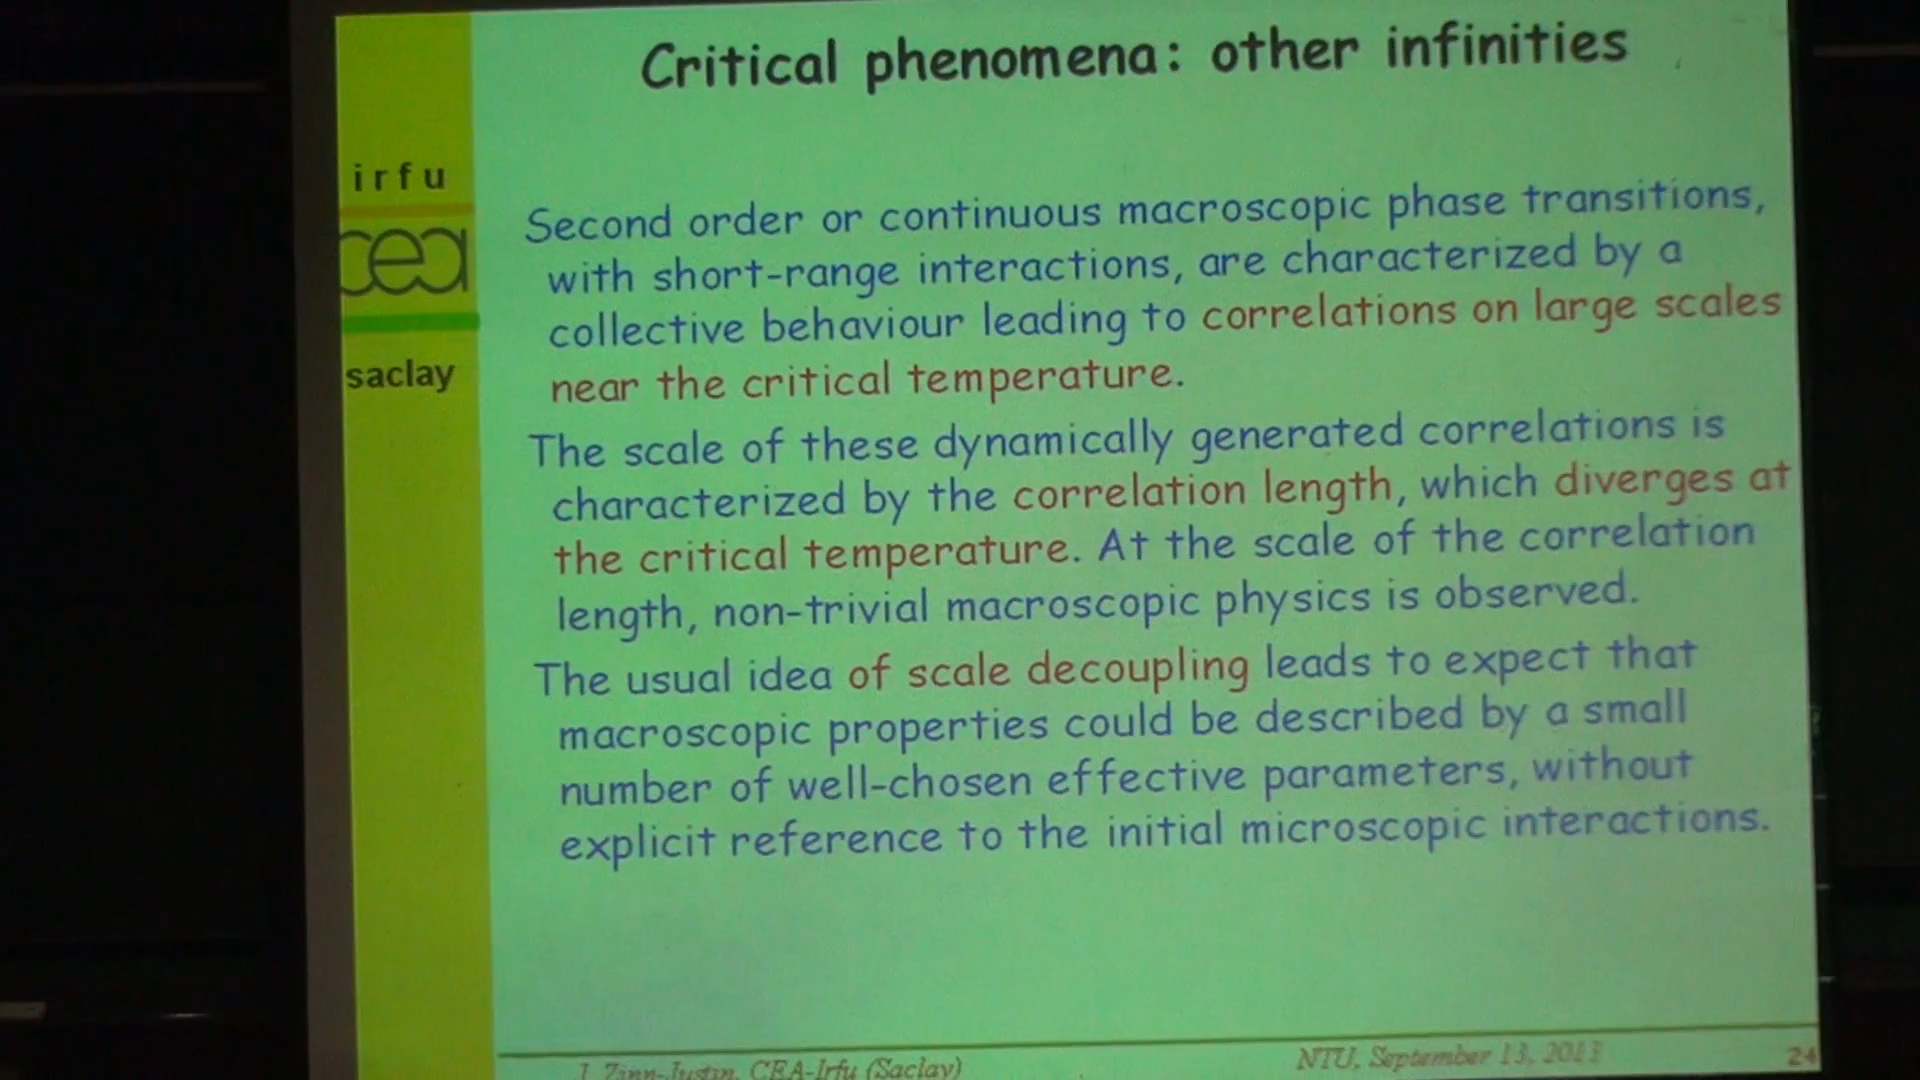 Critical phenomena: other infinities
irfu
cea
saclay
Second order or continuous macroscopic phase transitions,
with short-range interactions, are characterized by a
collective behaviour leading to correlations on large scales
near the critical temperature.
The scale of these dynamically generated correlations is
characterized by the correlation length, which diverges at
the critical temperature. At the scale of the correlation
length, non-trivial macroscopic physics is observed.
The usual idea of scale decoupling leads to expect that
macroscopic properties could be described by a small
number of well-chosen effective parameters, without
explicit reference to the initial microscopic interactions.
J. Zinn-Justin, CEA-Irfu (Saclay)
NTU, September 13, 2013
24